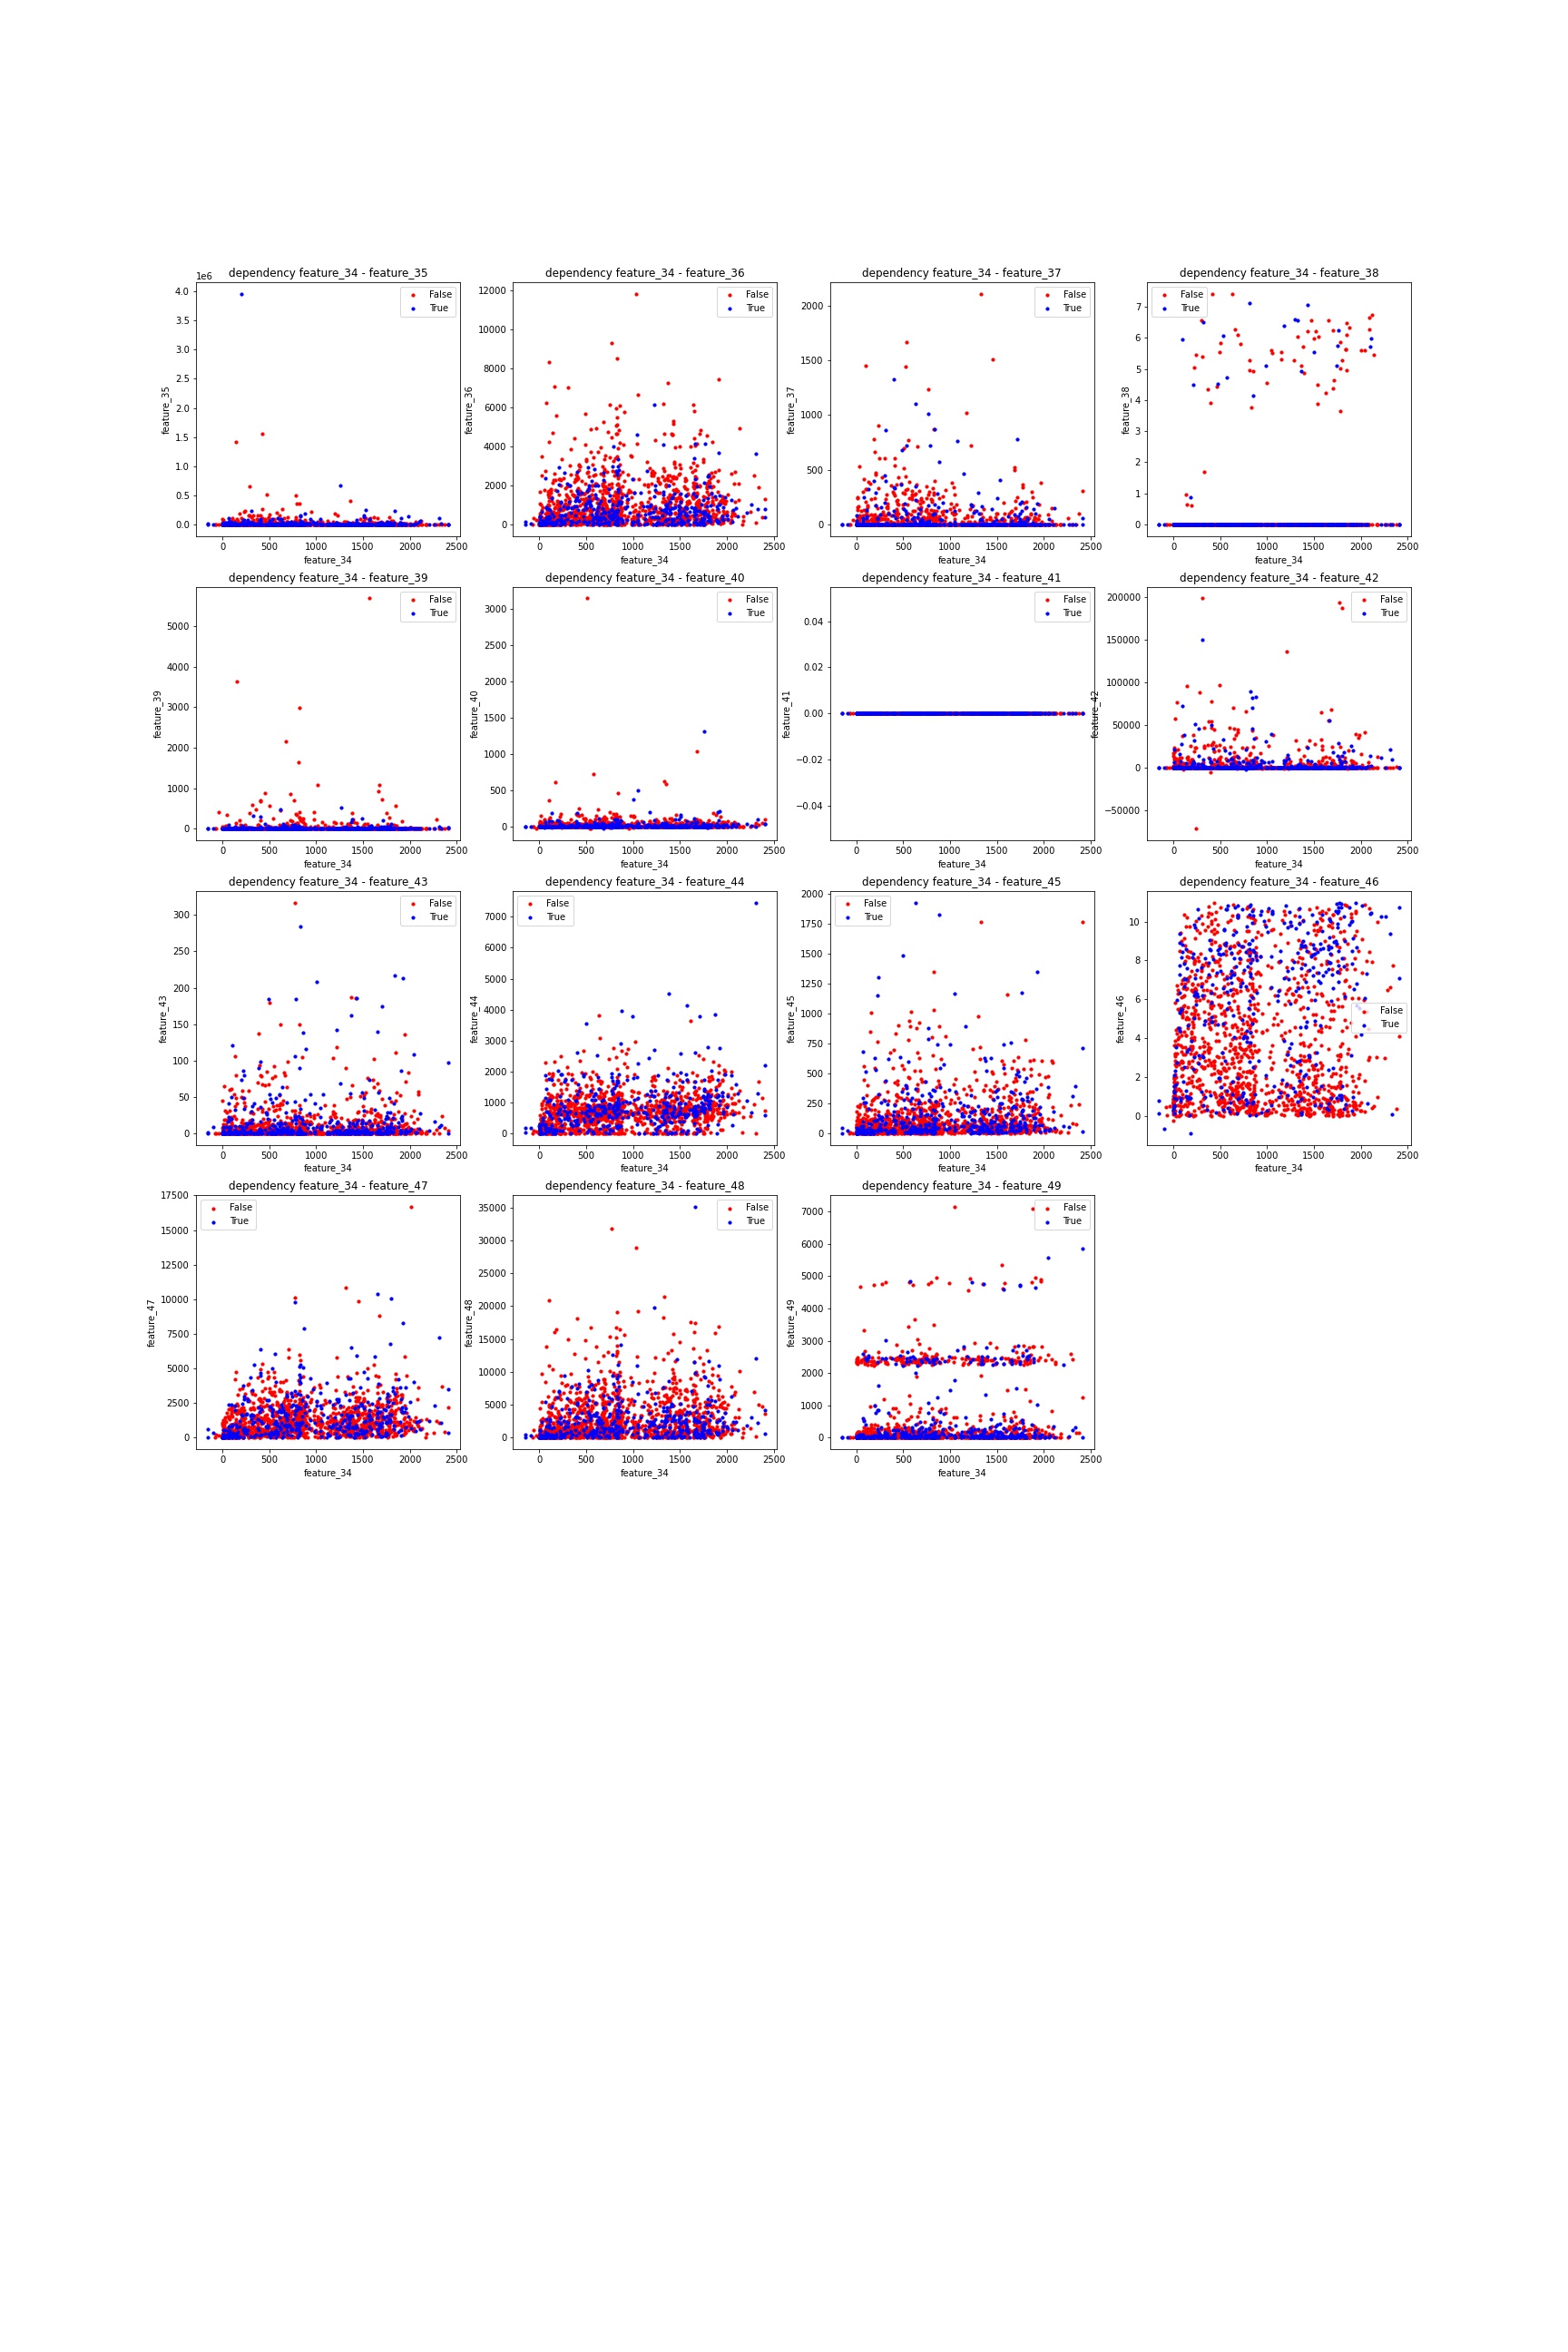 dependency feature_34 - feature_35
1e6
4.0
3.5
3.0
2.5
2.0
1.5
1.0
0.5
0.0
feature_35
False
True
0 500 1000 1500 2000 2500
feature_34
dependency feature_34 - feature_36
12000
10000
8000
6000
4000
2000
0
feature_36
False
True
0 500 1000 1500 2000 2500
feature_34
dependency feature_34 - feature_37
2000
1500
1000
500
0
feature_37
False
True
0 500 1000 1500 2000 2500
feature_34
dependency feature_34 - feature_38
7
6
5
4
3
2
1
0
feature_38
False
True
0 500 1000 1500 2000 2500
feature_34
dependency feature_34 - feature_39
5000
4000
3000
2000
1000
0
feature_39
False
True
0 500 1000 1500 2000 2500
feature_34
dependency feature_34 - feature_40
3000
2500
2000
1500
1000
500
0
feature_40
False
True
0 500 1000 1500 2000 2500
feature_34
dependency feature_34 - feature_41
0.04
0.02
0.00
−0.02
−0.04
feature_41
False
True
0 500 1000 1500 2000 2500
feature_34
dependency feature_34 - feature_42
200000
150000
100000
50000
0
−50000
feature_42
False
True
0 500 1000 1500 2000 2500
feature_34
dependency feature_34 - feature_43
300
250
200
150
100
50
0
feature_43
False
True
0 500 1000 1500 2000 2500
feature_34
dependency feature_34 - feature_44
7000
6000
5000
4000
3000
2000
1000
0
feature_44
False
True
0 500 1000 1500 2000 2500
feature_34
dependency feature_34 - feature_45
2000
1750
1500
1250
1000
750
500
250
0
feature_45
False
True
0 500 1000 1500 2000 2500
feature_34
dependency feature_34 - feature_46
10
8
6
4
2
0
feature_46
False
True
0 500 1000 1500 2000 2500
feature_34
dependency feature_34 - feature_47
17500
15000
12500
10000
7500
5000
2500
0
feature_47
False
True
0 500 1000 1500 2000 2500
feature_34
dependency feature_34 - feature_48
35000
30000
25000
20000
15000
10000
5000
0
feature_48
False
True
0 500 1000 1500 2000 2500
feature_34
dependency feature_34 - feature_49
7000
6000
5000
4000
3000
2000
1000
0
feature_49
False
True
0 500 1000 1500 2000 2500
feature_34